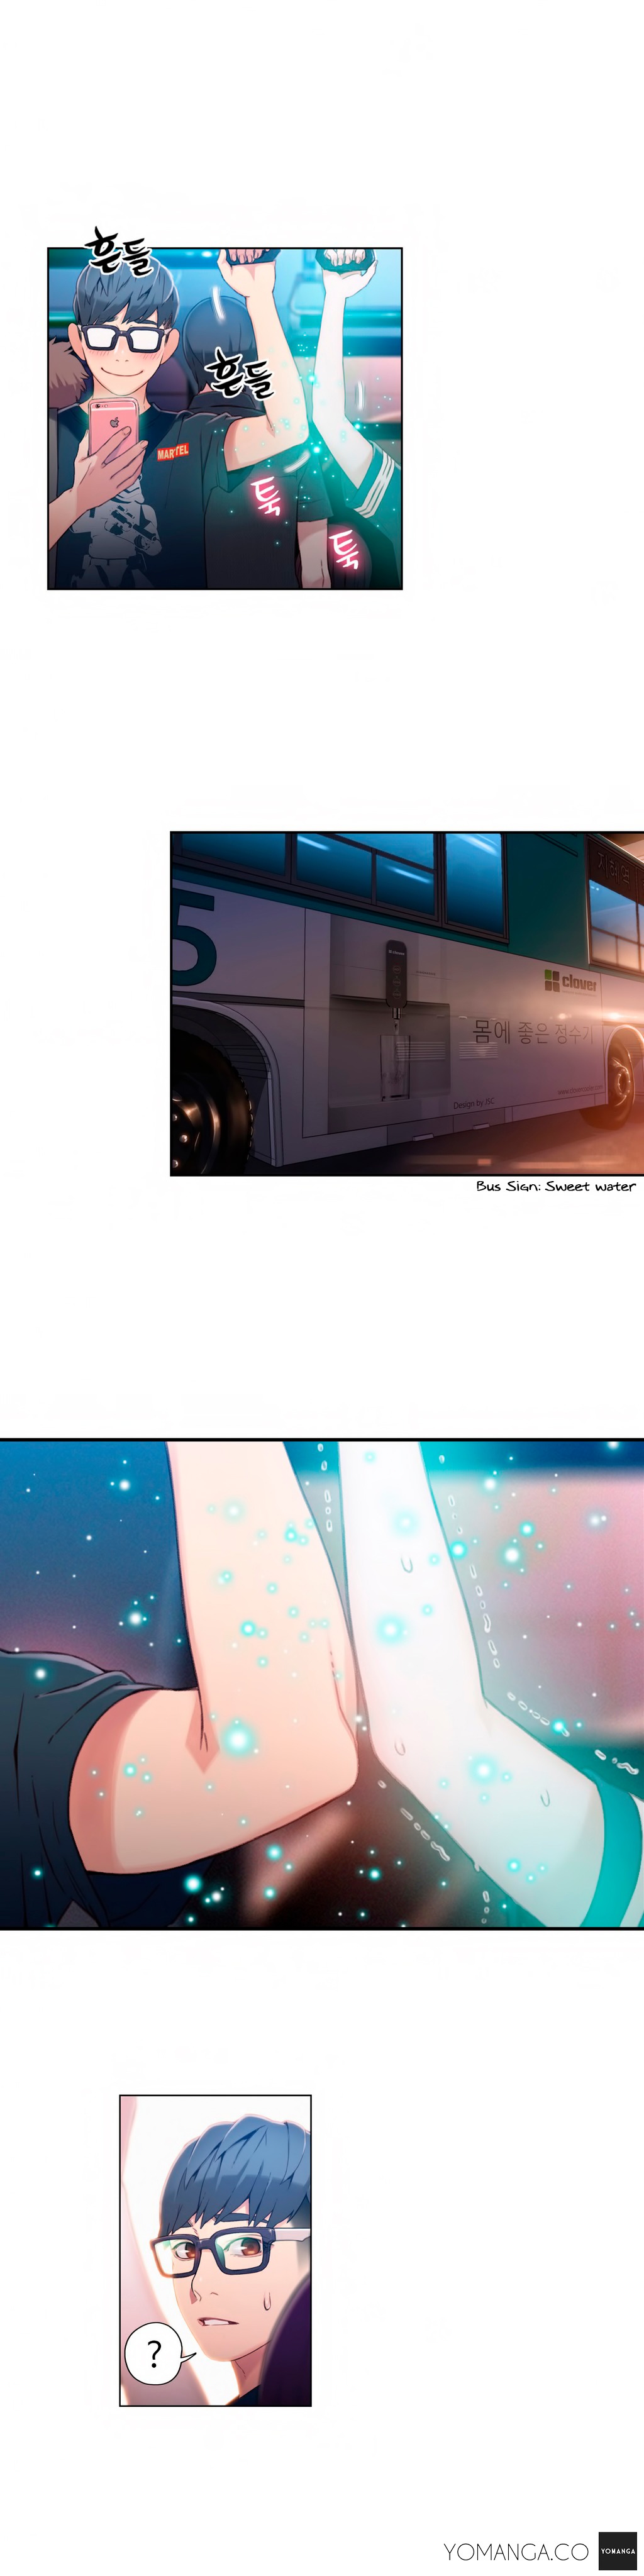 흔들
흔들
MARTEL
툭
툭
5
clover
몸에 좋은 정수기
Design by JSC
Bus Sign: Sweet water
?
YOMANGA.CO
YOMANGA